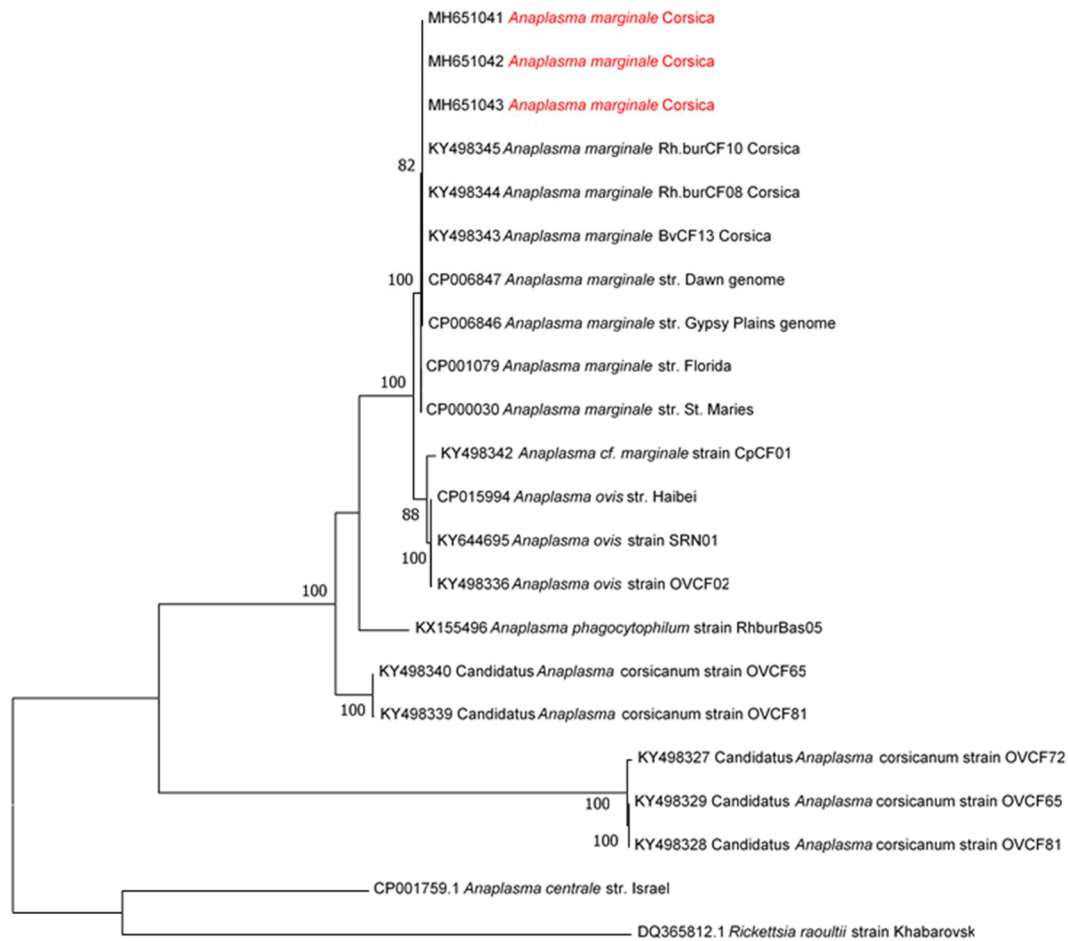 MH651041 Anaplasma marginale Corsica
MH651042 Anaplasma marginale Corsica
MH651043 Anaplasma marginale Corsica
KY498345 Anaplasma marginale Rh.burCF10 Corsica
82
KY498344 Anaplasma marginale Rh.burCF08 Corsica
KY498343 Anaplasma marginale BvCF13 Corsica
100
CP006847 Anaplasma marginale str. Dawn genome
CP006846 Anaplasma marginale str. Gypsy Plains genome
CP001079 Anaplasma marginale str. Florida
100
CP000030 Anaplasma marginale str. St. Maries
KY498342 Anaplasma cf. marginale strain CpCF01
CP015994 Anaplasma ovis str. Haibei
88
KY644695 Anaplasma ovis strain SRN01
100
KY498336 Anaplasma ovis strain OVCF02
100
KX155496 Anaplasma phagocytophilum strain RhburBas05
KY498340 Candidatus Anaplasma corsicanum strain OVCF65
100
KY498339 Candidatus Anaplasma corsicanum strain OVCF81
KY498327 Candidatus Anaplasma corsicanum strain OVCF72
100
KY498329 Candidatus Anaplasma corsicanum strain OVCF65
100
KY498328 Candidatus Anaplasma corsicanum strain OVCF81
CP001759.1 Anaplasma centrale str. Israel
DQ365812.1 Rickettsia raoultii strain Khabarovsk